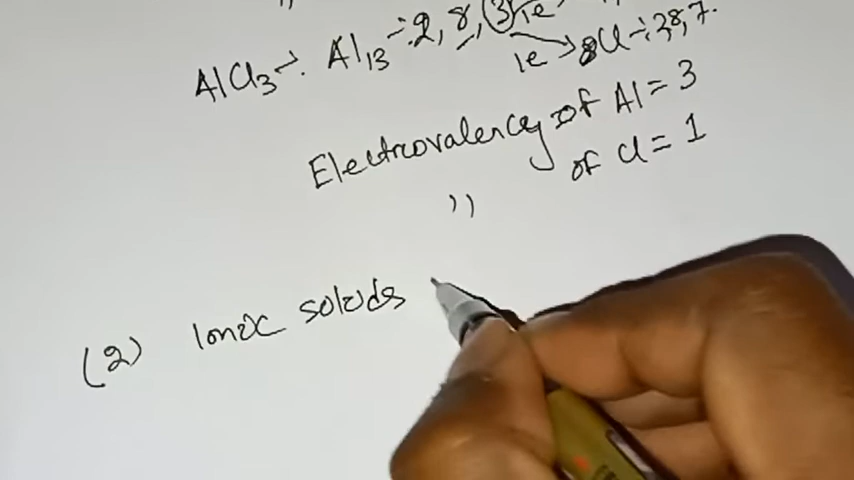 AlCl3 → Al13 ÷ 2, 8, (3) 1e
1e → Cl ÷ 2,8,7.
Electrovalency of Al = 3
" of Cl = 1
(2) Ionic solids